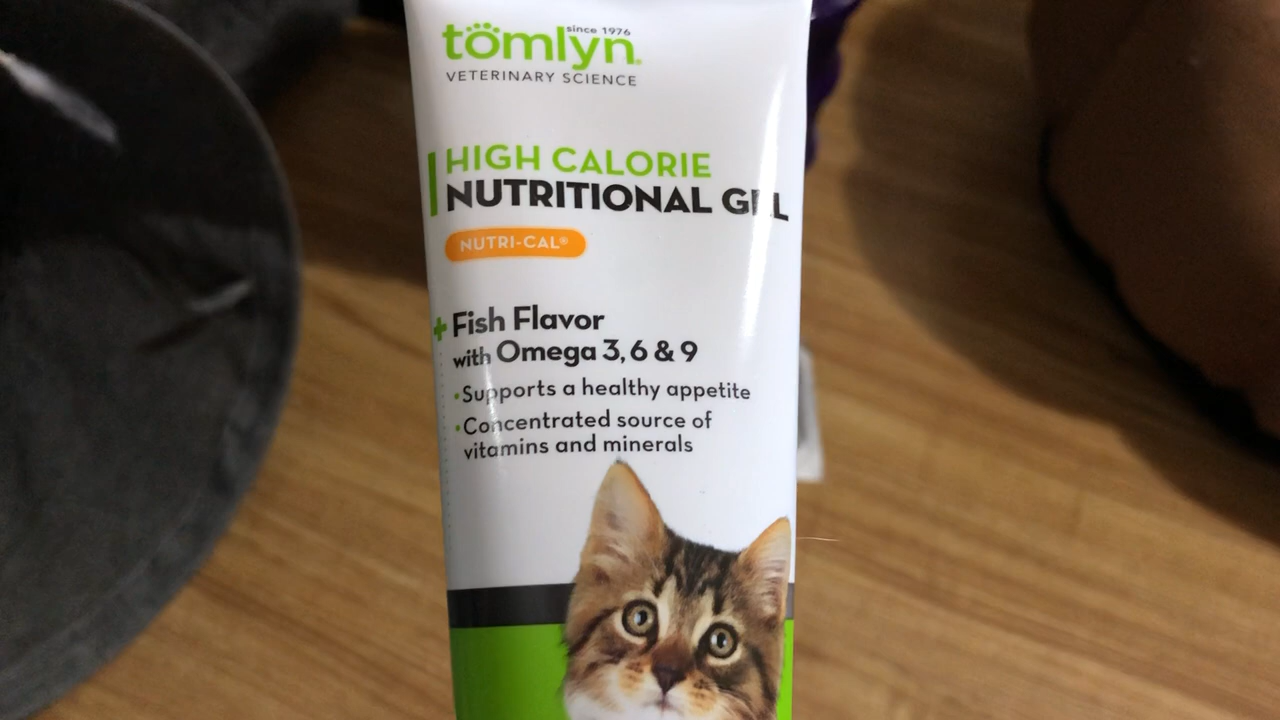 since 1976
tomlyn®
VETERINARY SCIENCE
HIGH CALORIE
NUTRITIONAL GEL
NUTRI-CAL®
+ Fish Flavor
with Omega 3, 6 & 9
• Supports a healthy appetite
• Concentrated source of
vitamins and minerals